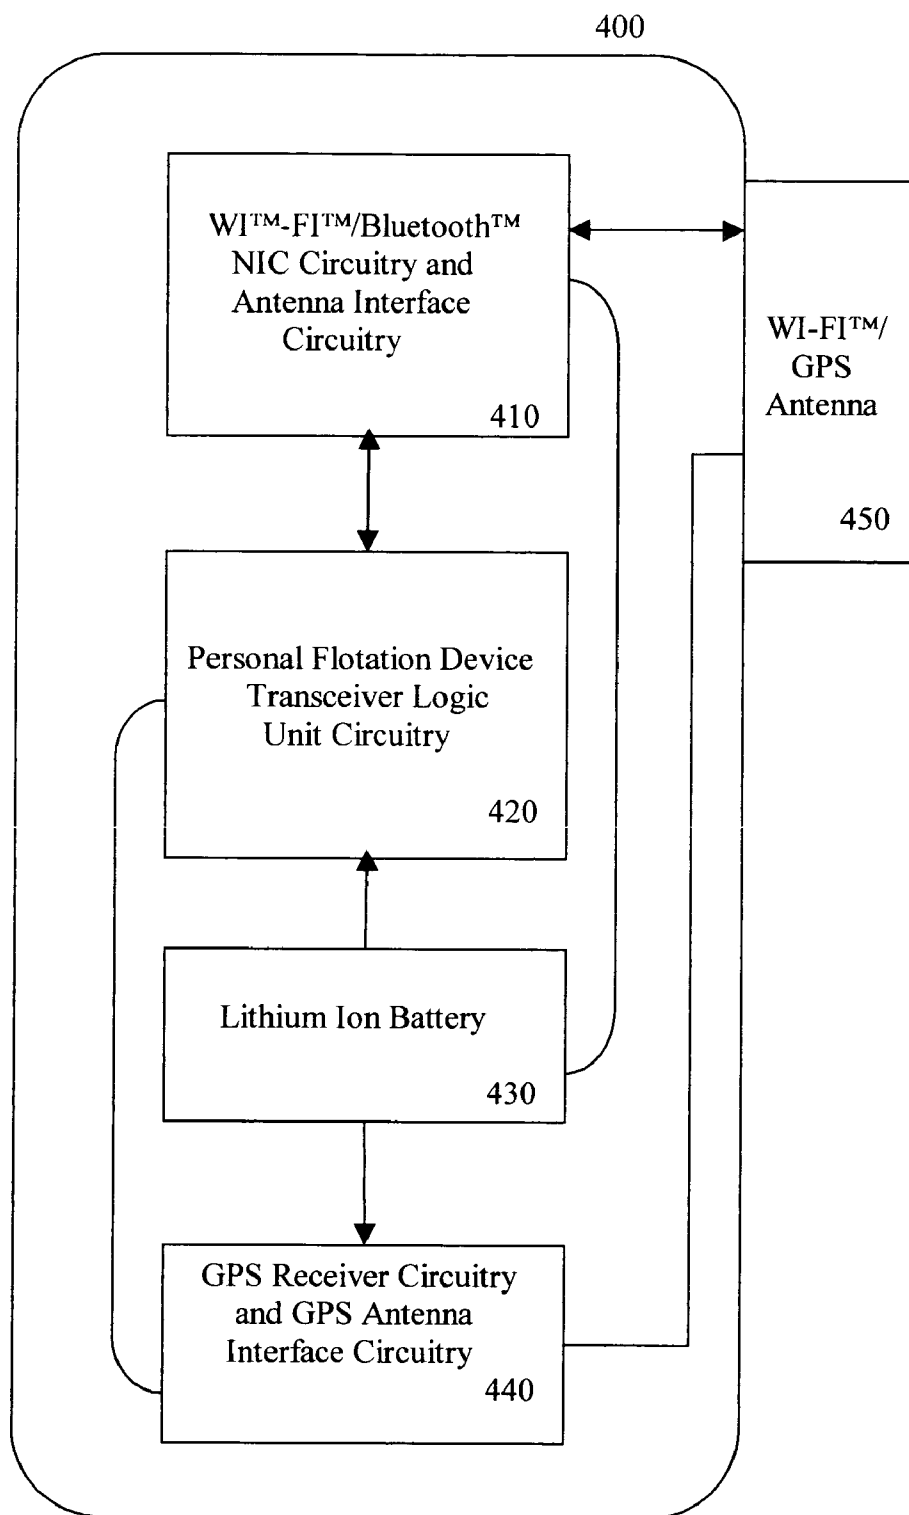 400
WI™-FI™/Bluetooth™
NIC Circuitry and
Antenna Interface
Circuitry
410
WI-FI™/
GPS
Antenna
450
Personal Flotation Device
Transceiver Logic
Unit Circuitry
420
Lithium Ion Battery
430
GPS Receiver Circuitry
and GPS Antenna
Interface Circuitry
440